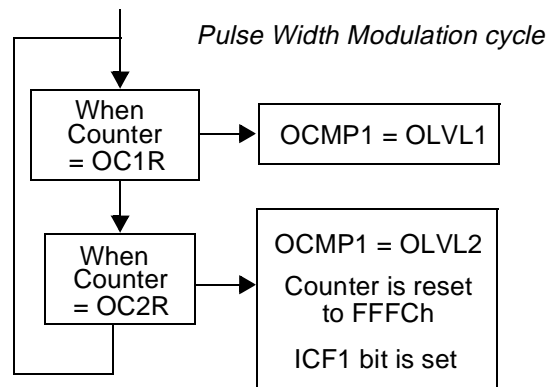 Pulse Width Modulation cycle
When
Counter
= OC1R
OCMP1 = OLVL1
When
Counter
= OC2R
OCMP1 = OLVL2
Counter is reset
to FFFCh
ICF1 bit is set